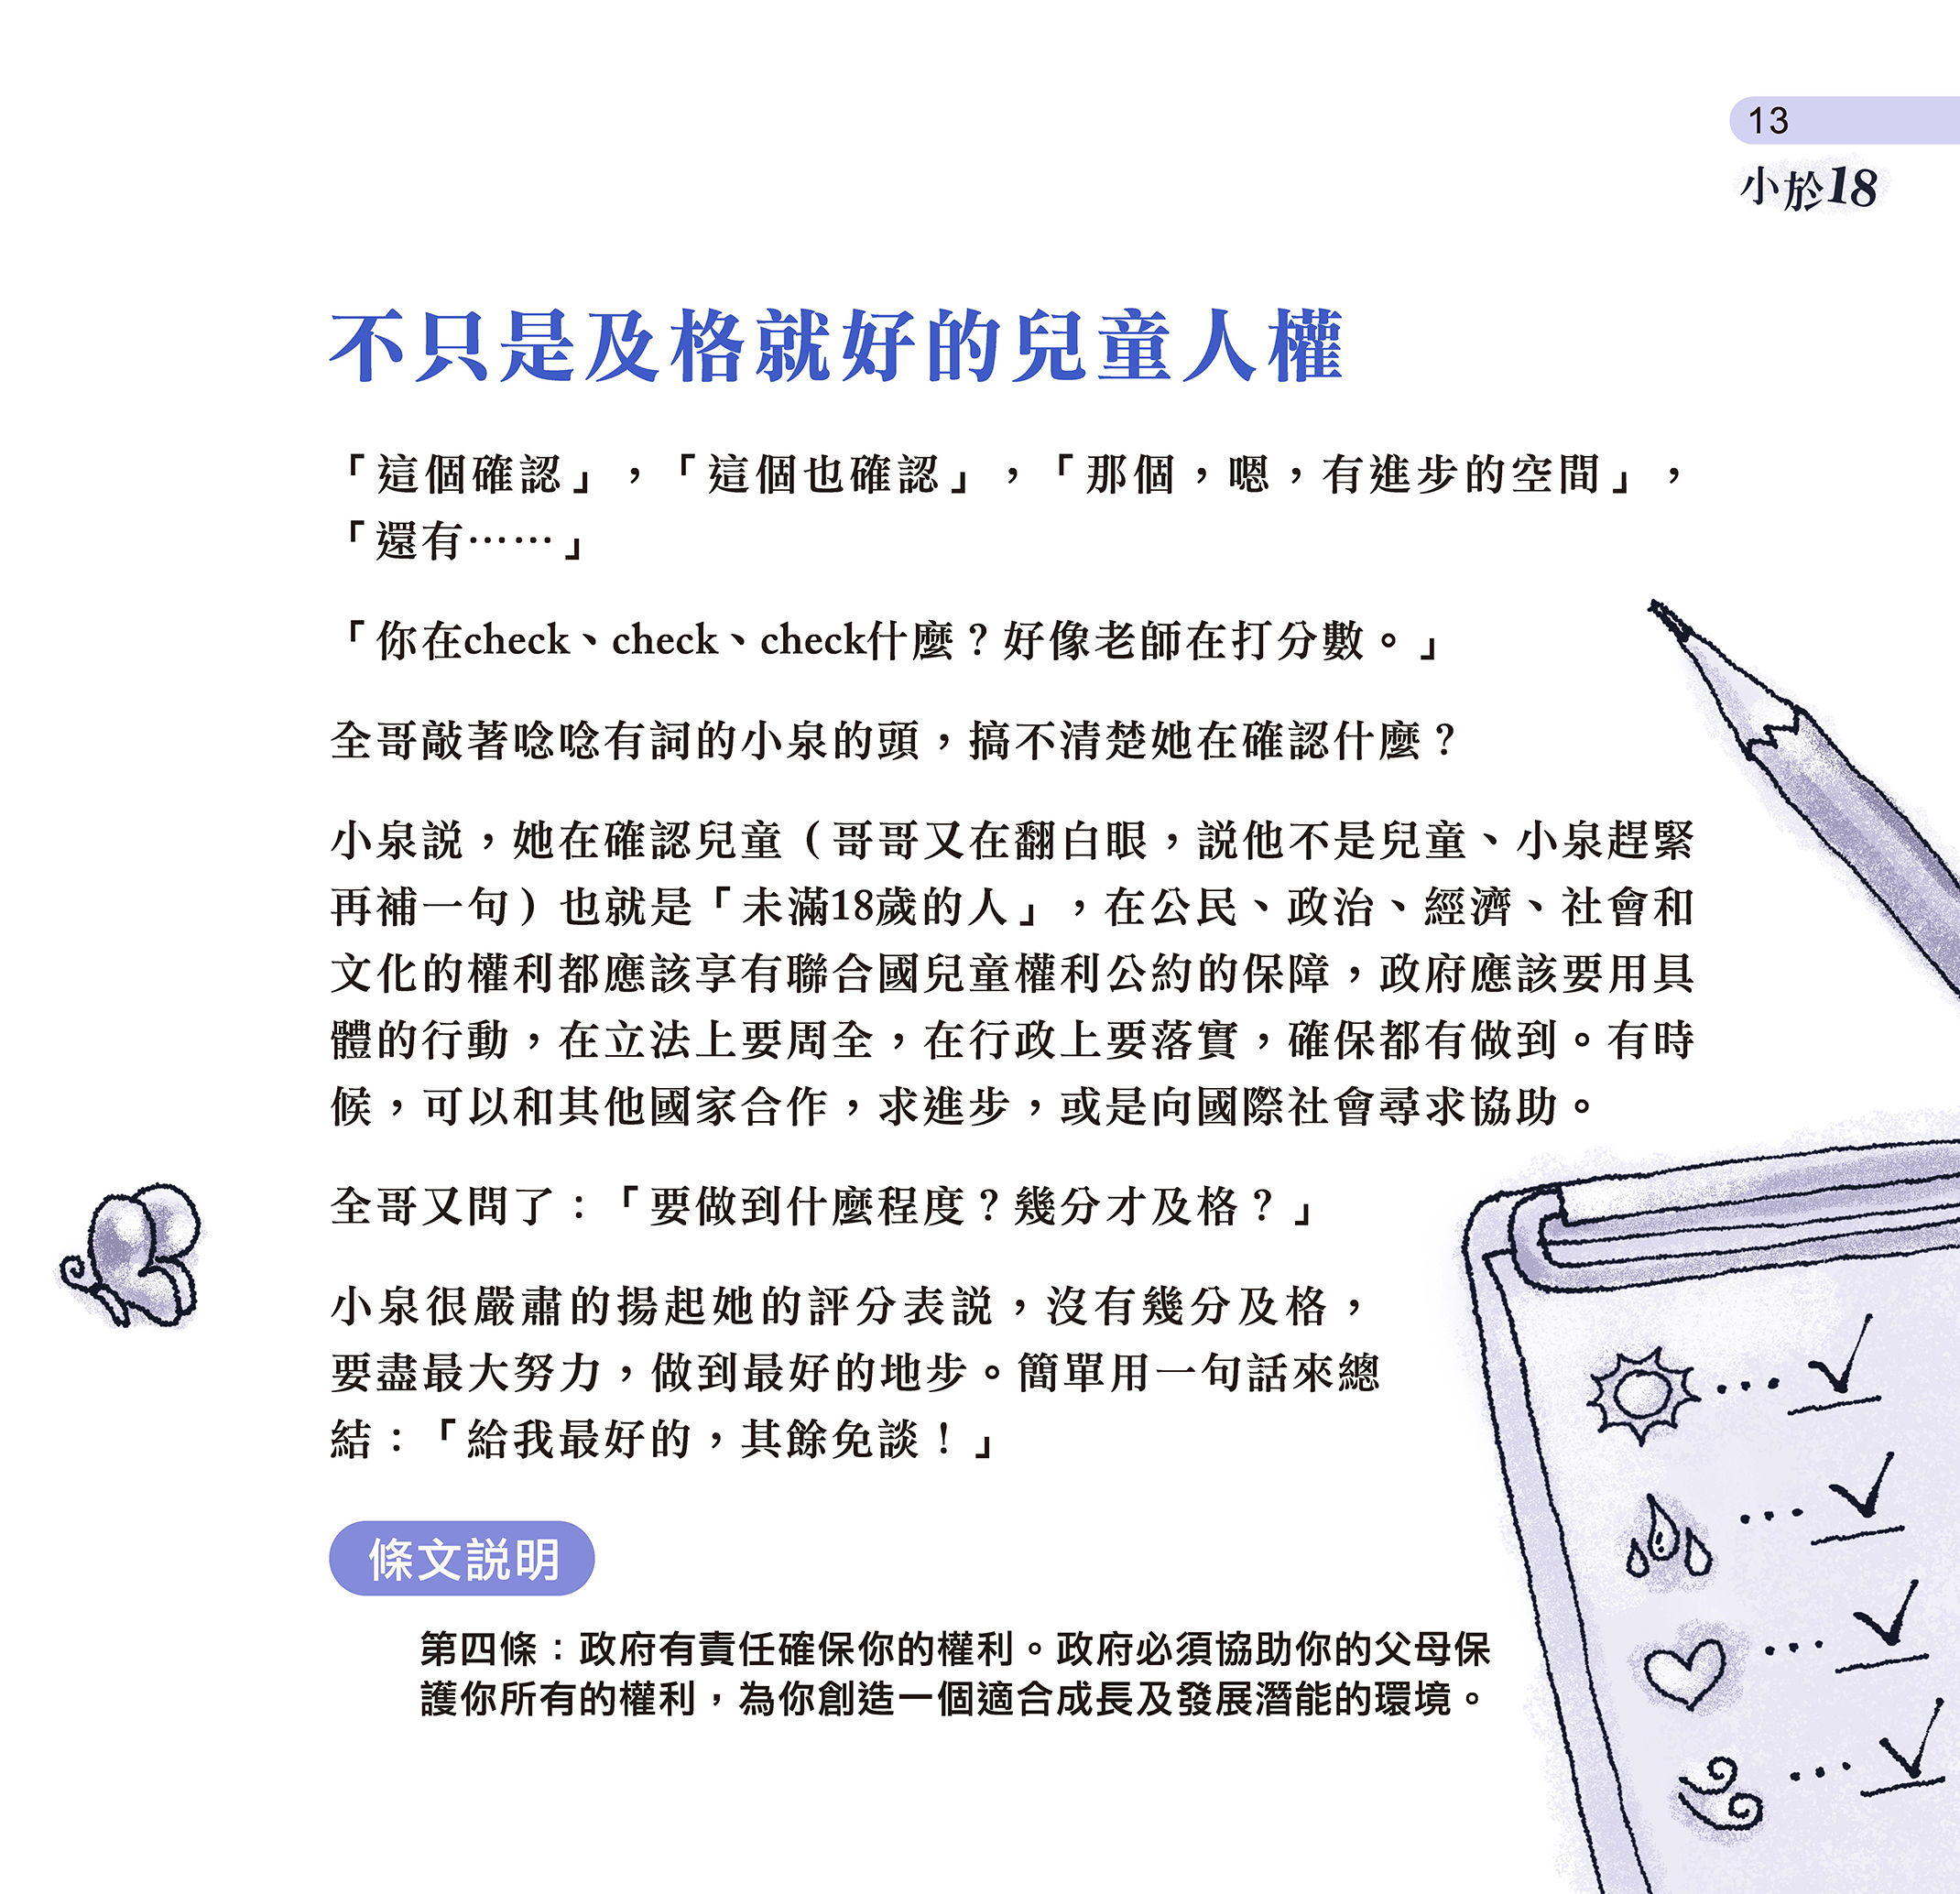 13
小於18
不只是及格就好的兒童人權
「這個確認」，「這個也確認」，「那個，嗯，有進步的空間」，
「還有⋯⋯」
「你在check、check、check什麼？好像老師在打分數。」
全哥敲著唸唸有詞的小泉的頭，搞不清楚她在確認什麼？
小泉説，她在確認兒童（哥哥又在翻白眼，説他不是兒童、小泉趕緊
再補一句）也就是「未滿18歲的人」，在公民、政治、經濟、社會和
文化的權利都應該享有聯合國兒童權利公約的保障，政府應該要用具
體的行動，在立法上要周全，在行政上要落實，確保都有做到。有時
候，可以和其他國家合作，求進步，或是向國際社會尋求協助。
全哥又問了：「要做到什麼程度？幾分才及格？」
小泉很嚴肅的揚起她的評分表説，沒有幾分及格，
要盡最大努力，做到最好的地步。簡單用一句話來總
結：「給我最好的，其餘免談！」
條文説明
第四條：政府有責任確保你的權利。政府必須協助你的父母保
護你所有的權利，為你創造一個適合成長及發展潛能的環境。